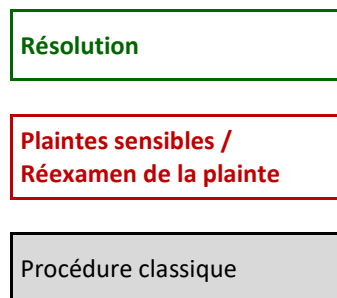 Résolution
Plaintes sensibles /
Réexamen de la plainte
Procédure classique